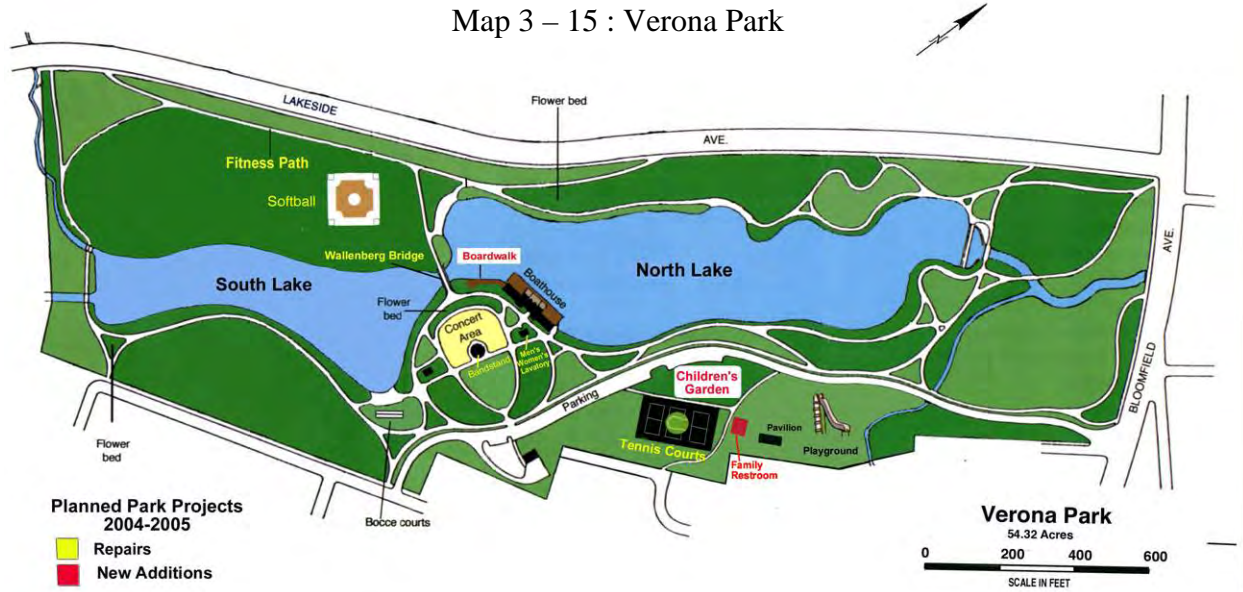 Map 3 – 15 : Verona Park
N
LAKESIDE
AVE.
Flower bed
Fitness Path
Softball
Wallenberg Bridge
Boardwalk
Boathouse
North Lake
South Lake
Flower
bed
Concert
Area
Bandstand
Men's
Women's
Lavatory
AVE.
BLOOMFIELD
Parking
Children's
Garden
Tennis Courts
Pavilion
Playground
Family
Restroom
Flower
bed
Bocce courts
Planned Park Projects
2004-2005
Repairs
New Additions
Verona Park
54.32 Acres
0 200 400 600
SCALE IN FEET